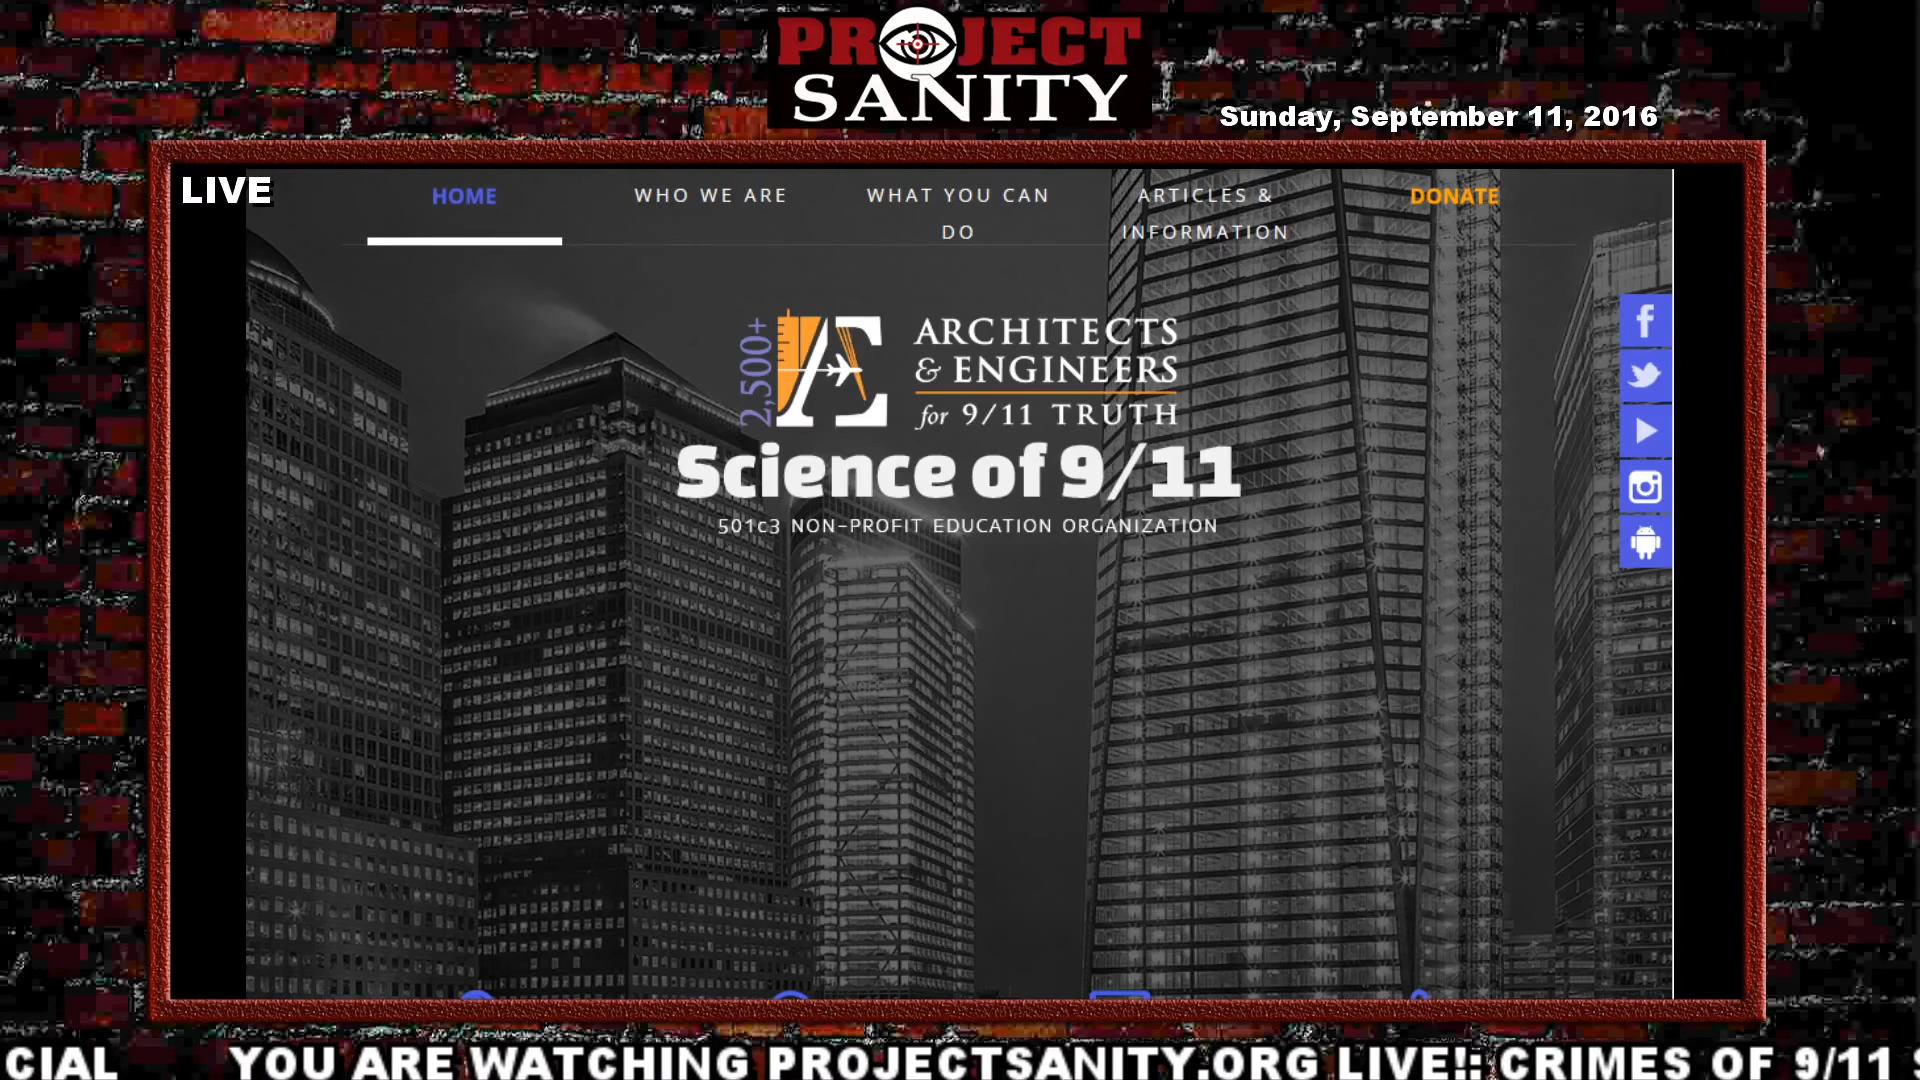 PROJECT
SANITY
Sunday, September 11, 2016
LIVE
HOME
WHO WE ARE
WHAT YOU CAN
DO
ARTICLES &
INFORMATION
DONATE
2,500+
AE
ARCHITECTS
& ENGINEERS
for 9/11 TRUTH
Science of 9/11
501c3 NON-PROFIT EDUCATION ORGANIZATION
CIAL YOU ARE WATCHING PROJECTSANITY.ORG LIVE!: CRIMES OF 9/11 S